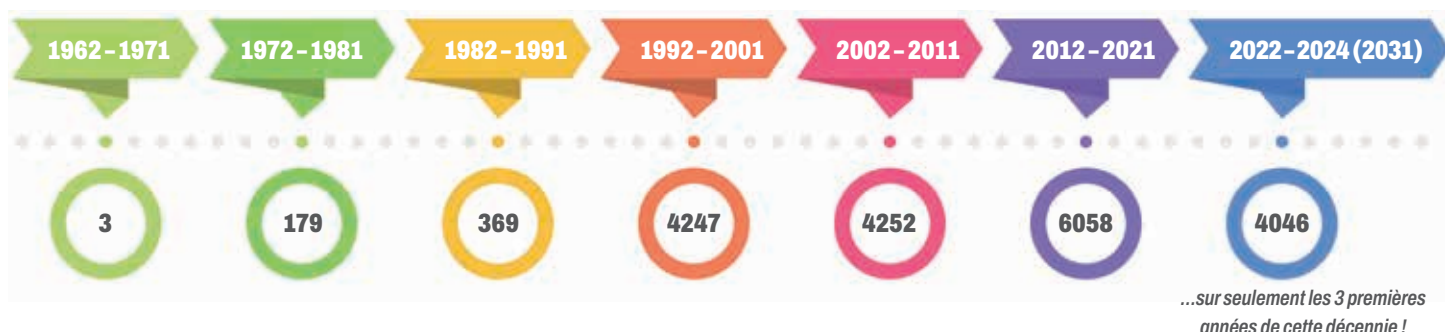 1962–1971 1972–1981 1982–1991 1992–2001 2002–2011 2012–2021 2022–2024 (2031)
3 179 369 4247 4252 6058 4046
...sur seulement les 3 premières
années de cette décennie !